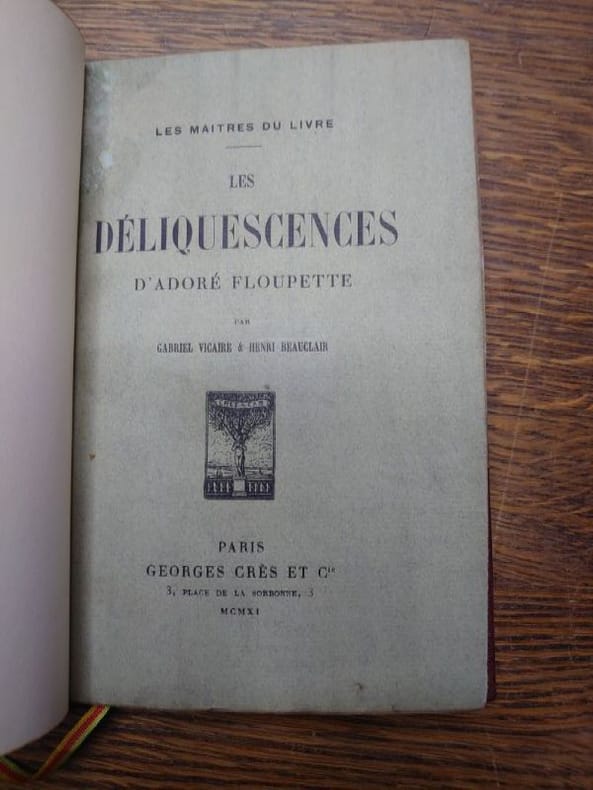 LES MAITRES DU LIVRE
LES
DÉLIQUESCENCES
D'ADORÉ FLOUPETTE
PAR
GABRIEL VICAIRE & HENRI BEAUCLAIR
PARIS
GEORGES CRÈS ET Cie
3, PLACE DE LA SORBONNE, 3
MCMXI